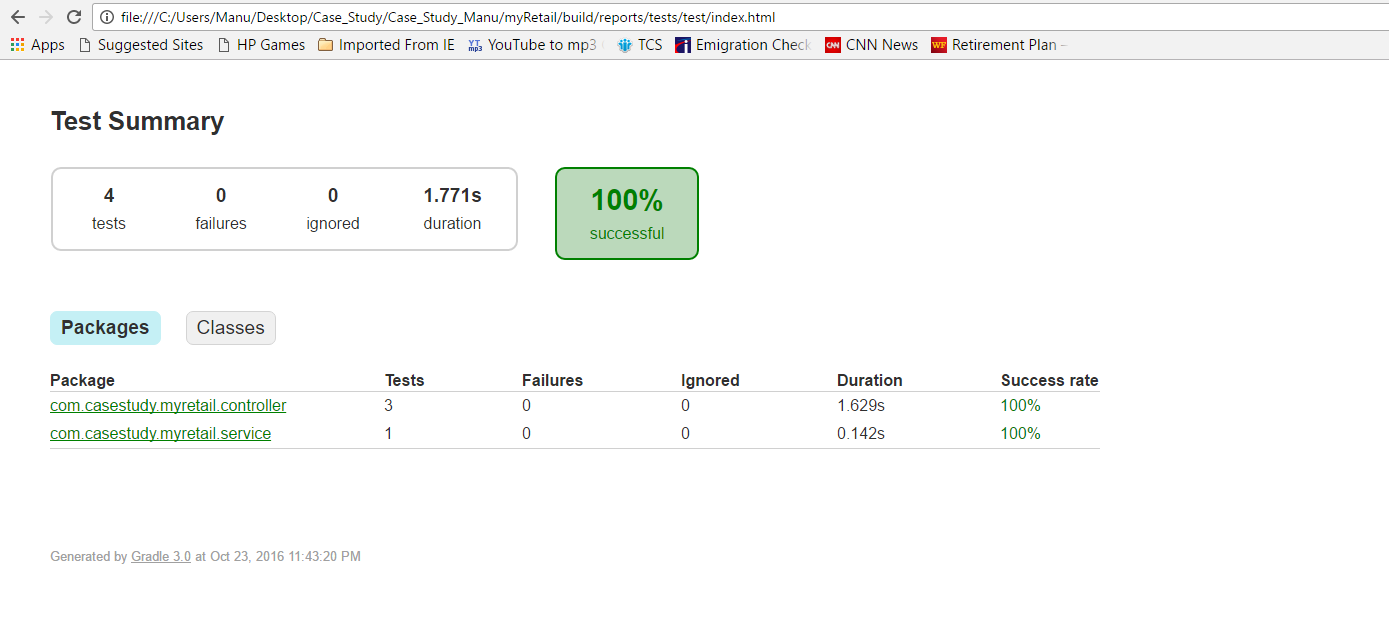 file:///C:/Users/Manu/Desktop/Case_Study/Case_Study_Manu/myRetail/build/reports/tests/test/index.html
Apps Suggested Sites HP Games Imported From IE YT mp3 YouTube to mp3 TCS Emigration Check CNN CNN News WF Retirement Plan –
Test Summary
4 0 0 1.771s 100%
tests failures ignored duration successful
Packages Classes
Package Tests Failures Ignored Duration Success rate
com.casestudy.myretail.controller 3 0 0 1.629s 100%
com.casestudy.myretail.service 1 0 0 0.142s 100%
Generated by Gradle 3.0 at Oct 23, 2016 11:43:20 PM